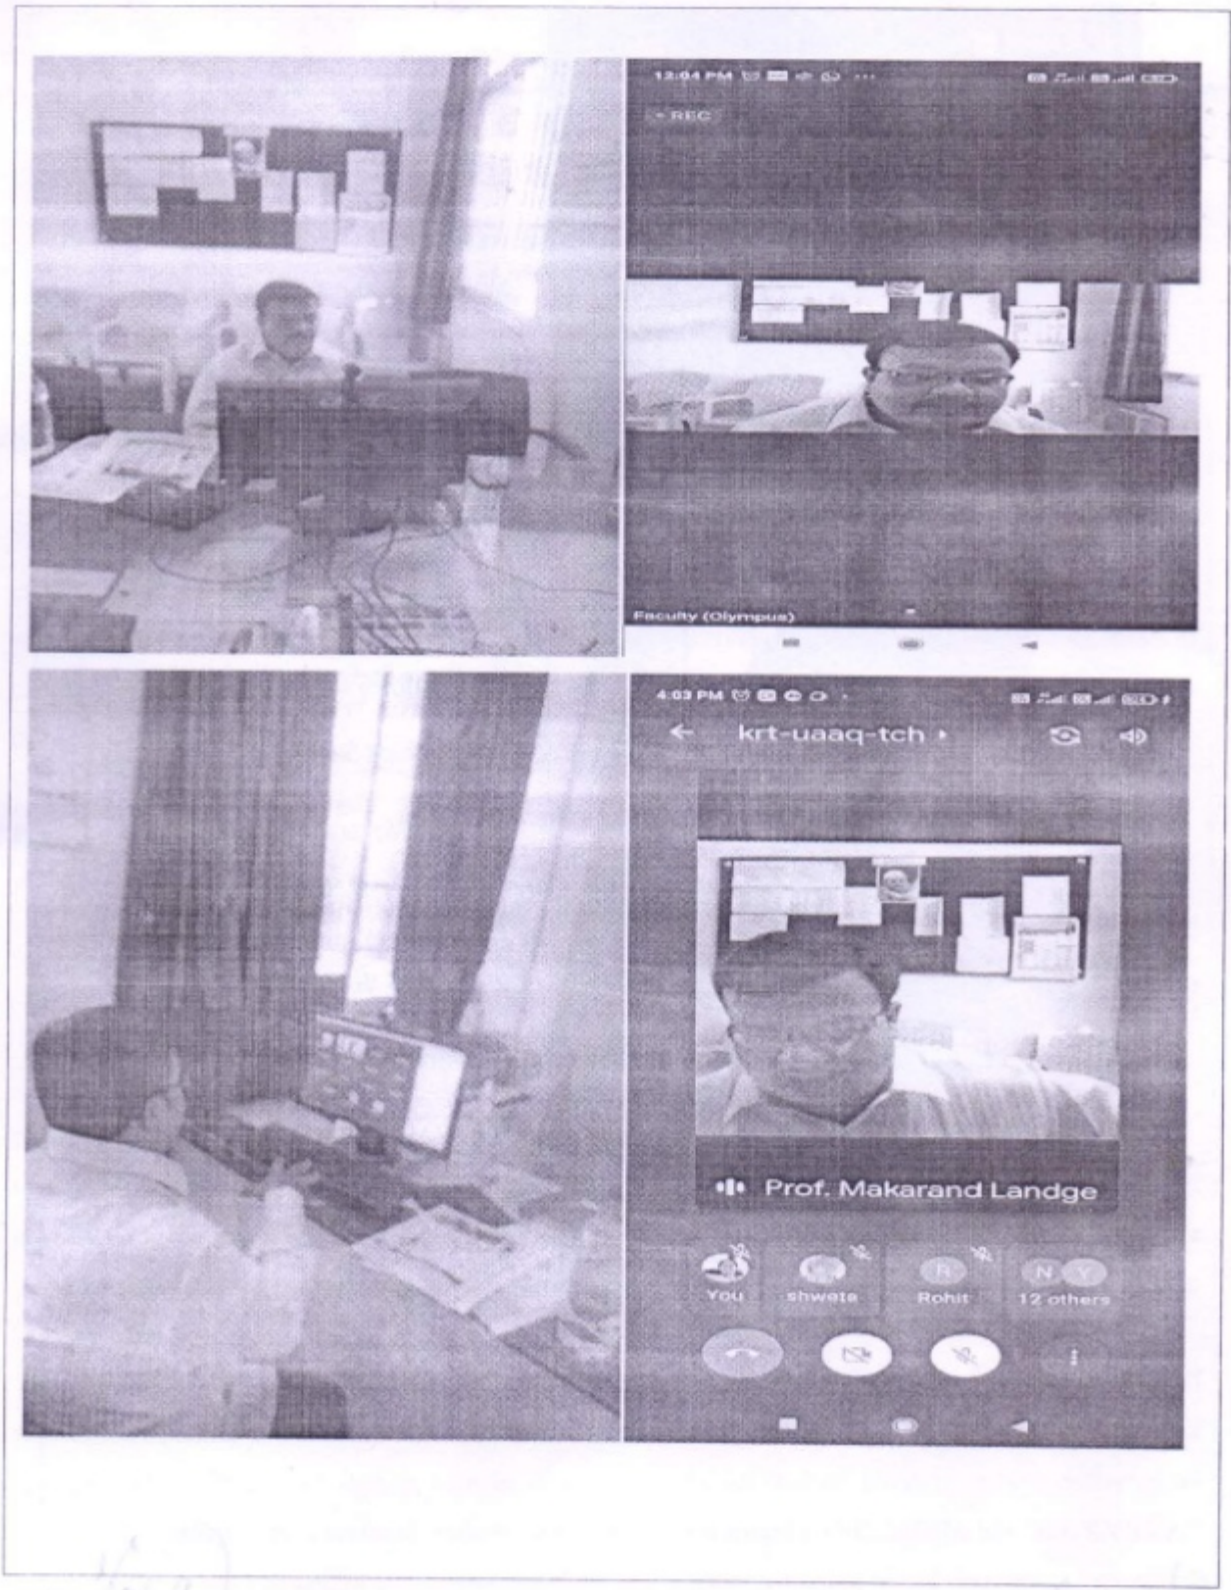 12:04 PM
REC
Faculty (Olympus)
4:03 PM
krt-uaaq-tch
Prof. Makarand Landge
R
N
Y
You
shweta
Rohit
12 others